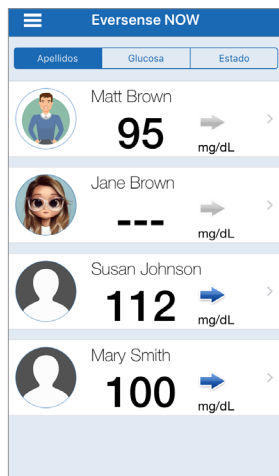 Eversense NOW
Apellidos Glucosa Estado
Matt Brown
95
mg/dL
Jane Brown
---
mg/dL
Susan Johnson
112
mg/dL
Mary Smith
100
mg/dL